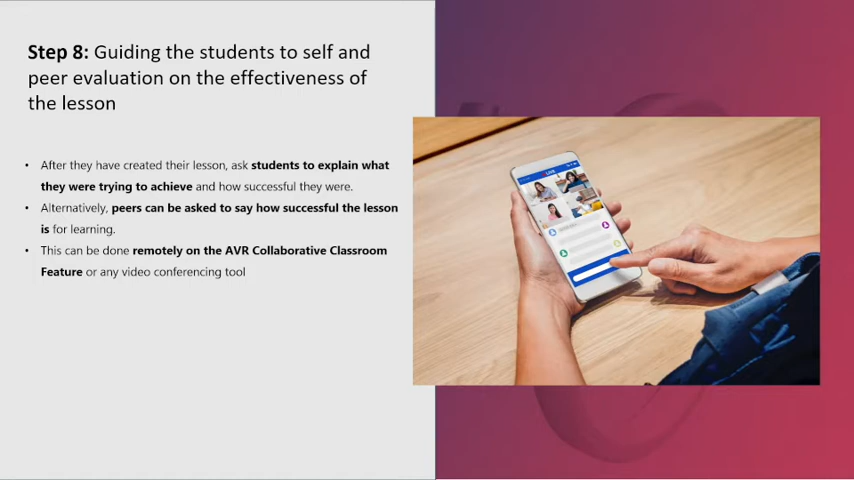 Step 8: Guiding the students to self and
peer evaluation on the effectiveness of
the lesson
• After they have created their lesson, ask students to explain what
they were trying to achieve and how successful they were.
• Alternatively, peers can be asked to say how successful the lesson
is for learning.
• This can be done remotely on the AVR Collaborative Classroom
Feature or any video conferencing tool
LIVE